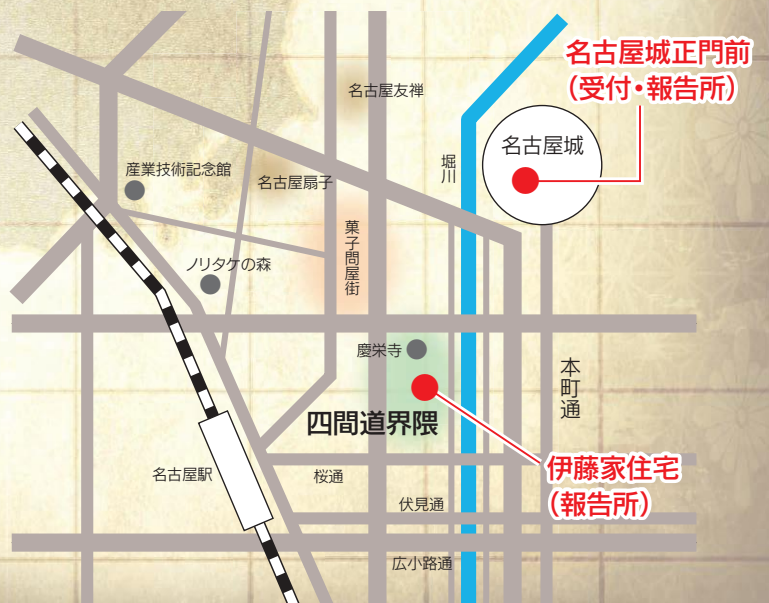 名古屋城正門前
（受付・報告所）
名古屋友禅
名古屋城
堀川
産業技術記念館
名古屋扇子
菓子問屋街
ノリタケの森
慶栄寺
本町通
四間道界隈
伊藤家住宅
（報告所）
名古屋駅
桜通
伏見通
広小路通